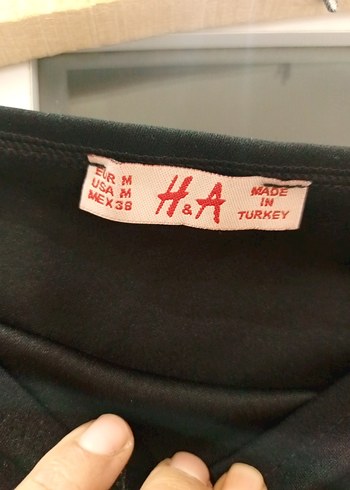 EUR M
USA M
MEX38
H&A
MADE
IN
TURKEY